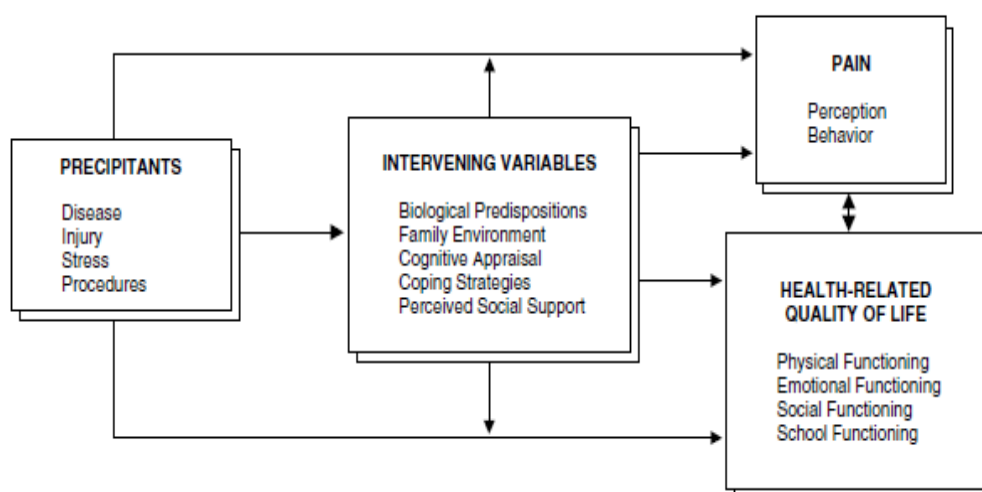 PRECIPITANTS
Disease
Injury
Stress
Procedures
INTERVENING VARIABLES
Biological Predispositions
Family Environment
Cognitive Appraisal
Coping Strategies
Perceived Social Support
PAIN
Perception
Behavior
HEALTH-RELATED
QUALITY OF LIFE
Physical Functioning
Emotional Functioning
Social Functioning
School Functioning